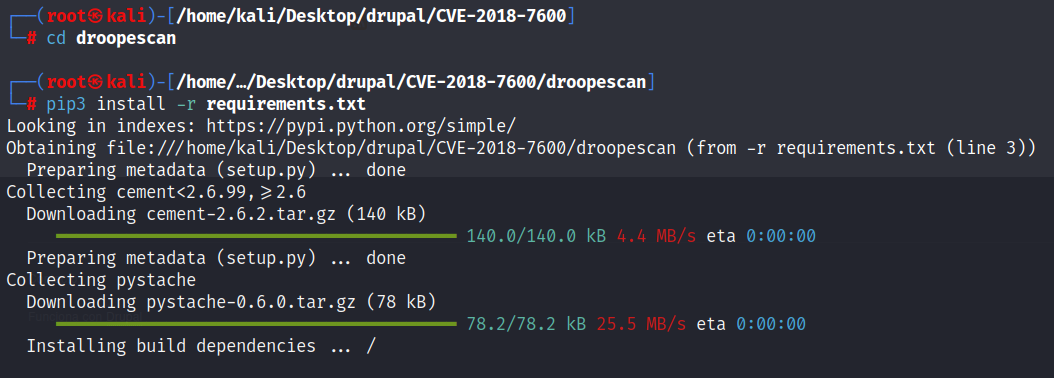 ┌──(root㉿kali)-[/home/kali/Desktop/drupal/CVE-2018-7600]
└─# cd droopescan
┌──(root㉿kali)-[/home/…/Desktop/drupal/CVE-2018-7600/droopescan]
└─# pip3 install -r requirements.txt
Looking in indexes: https://pypi.python.org/simple/
Obtaining file:///home/kali/Desktop/drupal/CVE-2018-7600/droopescan (from -r requirements.txt (line 3))
Preparing metadata (setup.py) ... done
Collecting cement<2.6.99,>=2.6
Downloading cement-2.6.2.tar.gz (140 kB)
140.0/140.0 kB 4.4 MB/s eta 0:00:00
Preparing metadata (setup.py) ... done
Collecting pystache
Downloading pystache-0.6.0.tar.gz (78 kB)
78.2/78.2 kB 25.5 MB/s eta 0:00:00
Installing build dependencies ... /